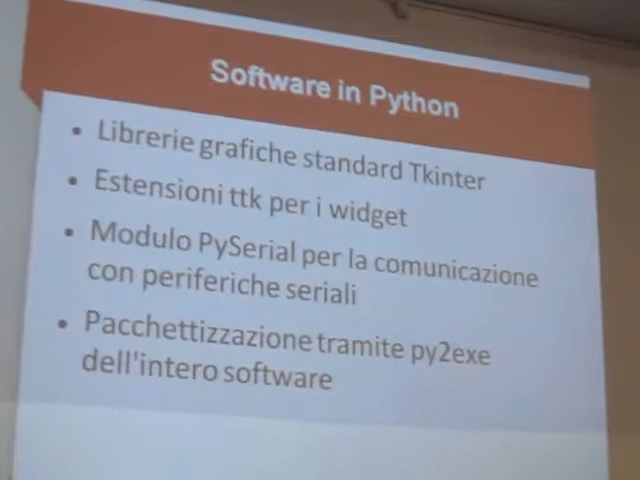 Software in Python
• Librerie grafiche standard Tkinter
• Estensioni ttk per i widget
• Modulo PySerial per la comunicazione
con periferiche seriali
• Pacchettizzazione tramite py2exe
dell'intero software